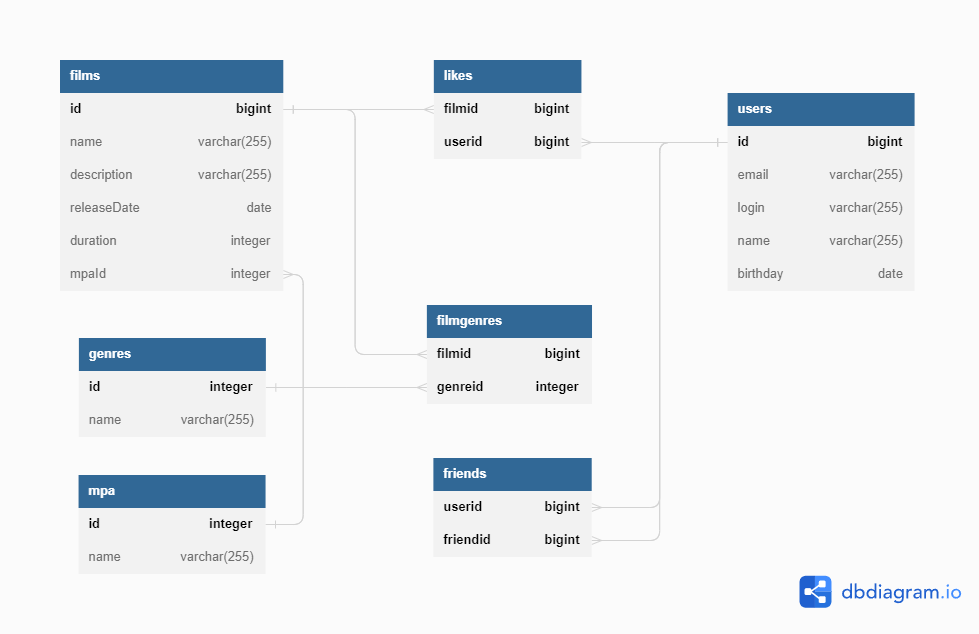 films
id bigint
name varchar(255)
description varchar(255)
releaseDate date
duration integer
mpaId integer
likes
filmid bigint
userid bigint
users
id bigint
email varchar(255)
login varchar(255)
name varchar(255)
birthday date
genres
id integer
name varchar(255)
filmgenres
filmid bigint
genreid integer
mpa
id integer
name varchar(255)
friends
userid bigint
friendid bigint
dbdiagram.io